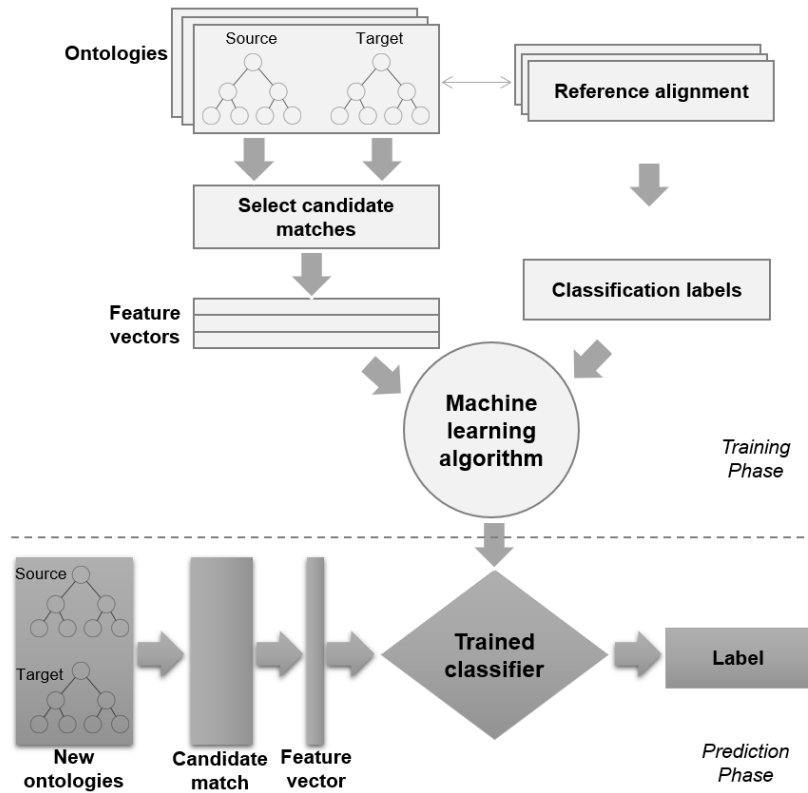 Ontologies
Source
Target
Reference alignment
Select candidate
matches
Classification labels
Feature
vectors
Machine
learning
algorithm
Training
Phase
Source
Target
Trained
classifier
Label
New
ontologies
Candidate
match
Feature
vector
Prediction
Phase